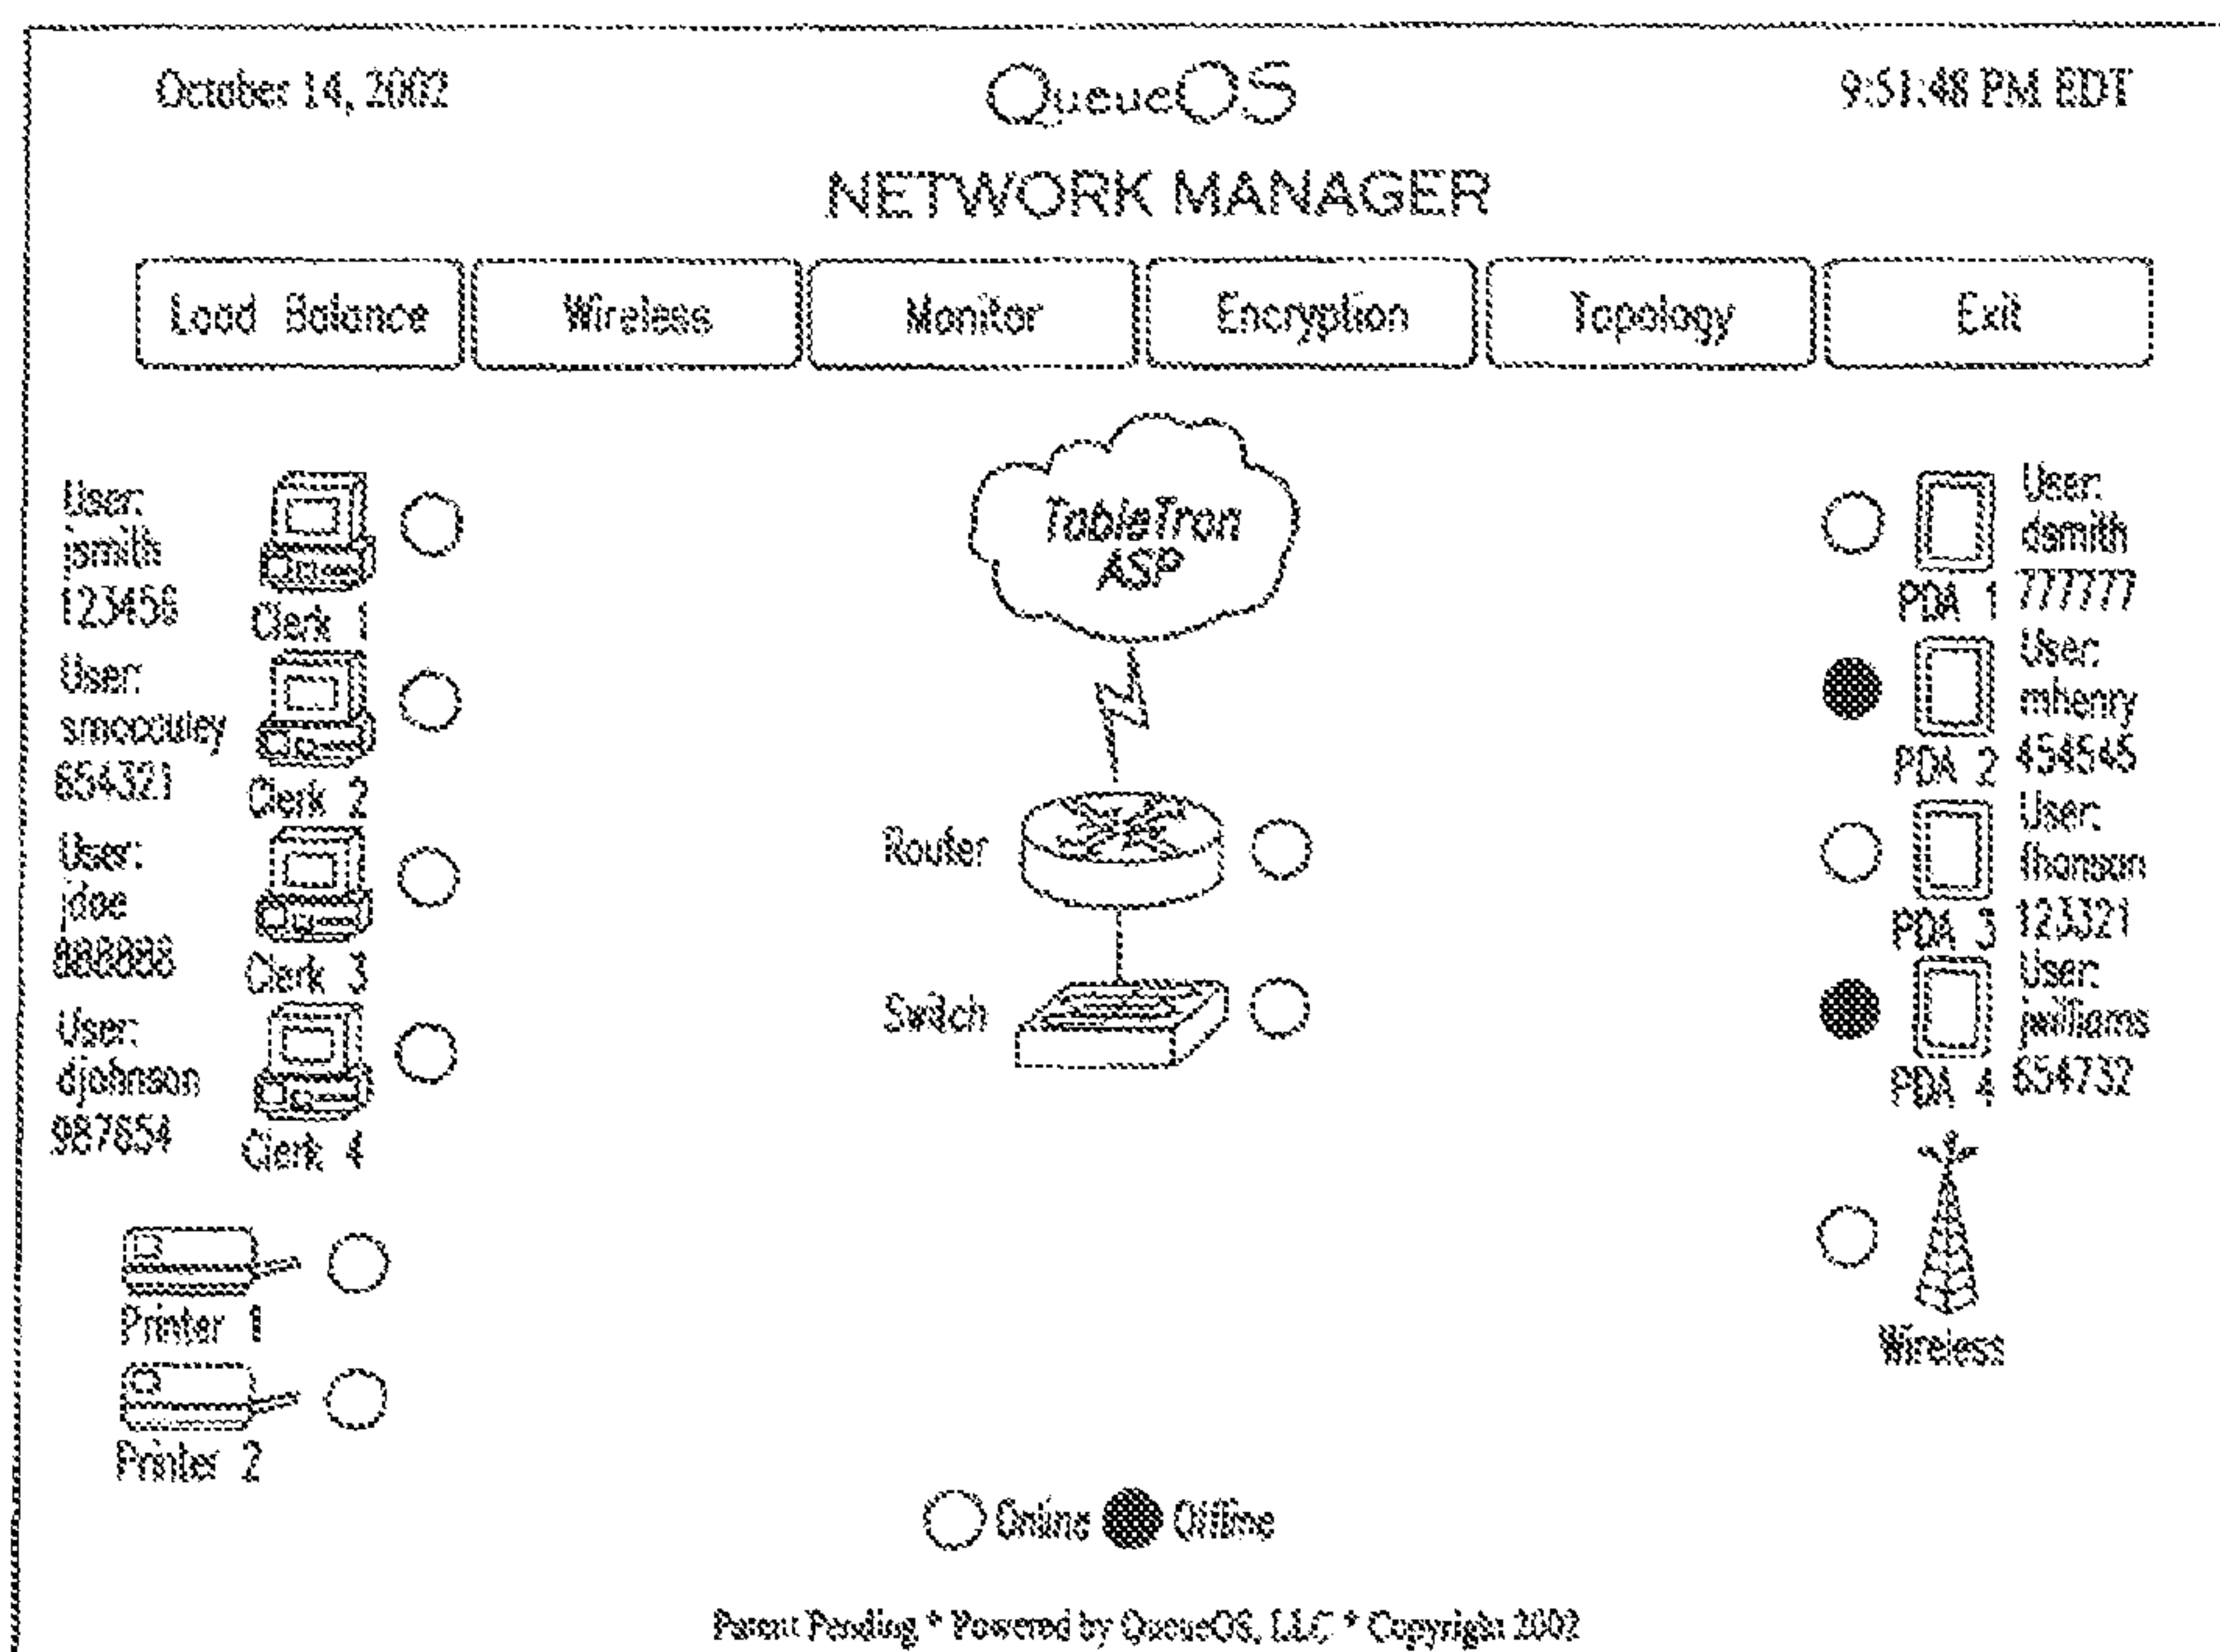 October 14, 2002
QueueOS
9:51:48 PM EDT
NETWORK MANAGER
Load Balance
Wireless
Monitor
Encryption
Topology
Exit
User:
jsmith
123456
Clerk 1
User:
smccouley
654321
Clerk 2
User:
jdoe
888888
Clerk 3
User:
djohnson
987654
Clerk 4
Printer 1
Printer 2
TableTron
ASP
Router
Switch
User:
dsmith
777777
PDA 1
User:
mhenry
454545
PDA 2
User:
123321
PDA 3
User:
jwilliams
654732
PDA 4
Wireless
Online
Offline
Patent Pending * Powered by QueueOS, LLC * Copyright 2002